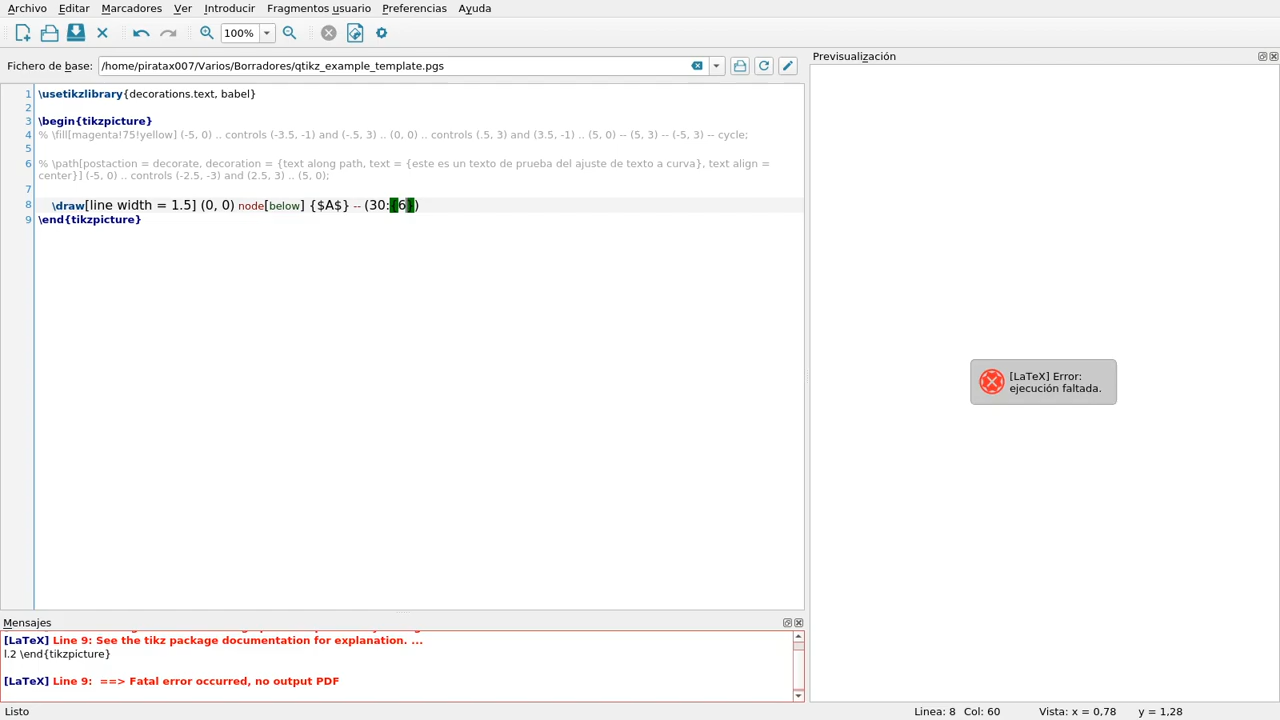 Archivo Editar Marcadores Ver Introducir Fragmentos usuario Preferencias Ayuda
100%
Fichero de base: /home/piratax007/Varios/Borradores/qtikz_example_template.pgs
Previsualización
1 \usetikzlibrary{decorations.text, babel}
2
3 \begin{tikzpicture}
4 % \fill[magenta!75!yellow] (-5, 0) .. controls (-3.5, -1) and (-.5, 3) .. (0, 0) .. controls (.5, 3) and (3.5, -1) .. (5, 0) -- (5, 3) -- (-5, 3) -- cycle;
5
6 % \path[postaction = decorate, decoration = {text along path, text = {este es un texto de prueba del ajuste de texto a curva}, text align =
center}] (-5, 0) .. controls (-2.5, -3) and (2.5, 3) .. (5, 0);
7
8 \draw[line width = 1.5] (0, 0) node[below] {$A$} -- (30:{6})
9 \end{tikzpicture}
[LaTeX] Error:
ejecución faltada.
Mensajes
[LaTeX] Line 9: See the tikz package documentation for explanation. ...
l.2 \end{tikzpicture}
[LaTeX] Line 9: ==> Fatal error occurred, no output PDF
Listo
Linea: 8 Col: 60 Vista: x = 0,78 y = 1,28